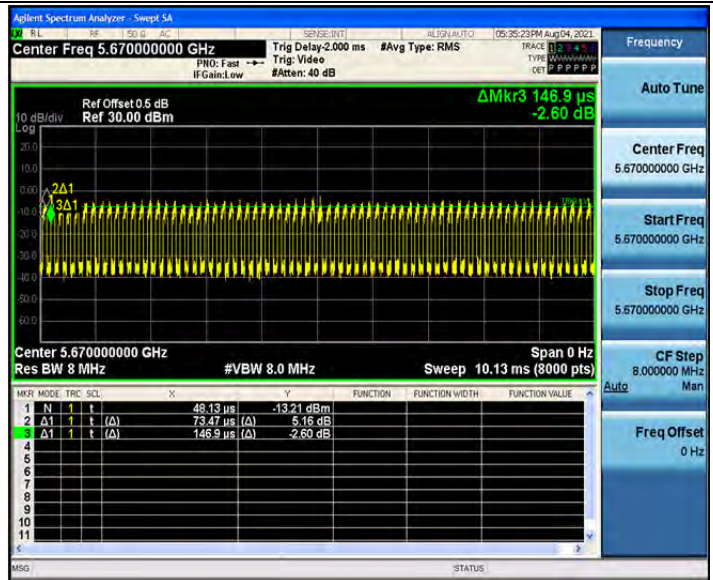 Agilent Spectrum Analyzer - Swept SA
RL RF 50 Ω AC SENSE:INT ALIGNAUTO 05:35:23 PM Aug 04, 2021
Center Freq 5.670000000 GHz Trig Delay-2.000 ms #Avg Type: RMS TRACE 1 2 3 4 5 6 Frequency
PNO: Fast Trig: Video TYPE
IFGain:Low #Atten: 40 dB DET P P P P P P
Auto Tune
ΔMkr3 146.9 µs
Ref Offset 0.5 dB
10 dB/div Ref 30.00 dBm -2.60 dB
Log
20.0
10.0
0.00
-10.0
-20.0
-30.0
-40.0
-50.0
-60.0
2Δ1
3Δ1
Center Freq
5.670000000 GHz
Start Freq
5.670000000 GHz
Stop Freq
5.670000000 GHz
Center 5.670000000 GHz Span 0 Hz
Res BW 8 MHz #VBW 8.0 MHz Sweep 10.13 ms (8000 pts)
CF Step
8.000000 MHz
Auto Man
MKR MODE TRC SCL X Y FUNCTION FUNCTION WIDTH FUNCTION VALUE
1 N 1 t 48.13 µs -13.21 dBm
2 Δ1 1 t (Δ) 73.47 µs (Δ) 5.16 dB
3 Δ1 1 t (Δ) 146.9 µs (Δ) -2.60 dB
4
5
6
7
8
9
10
11
Freq Offset
0 Hz
MSG STATUS